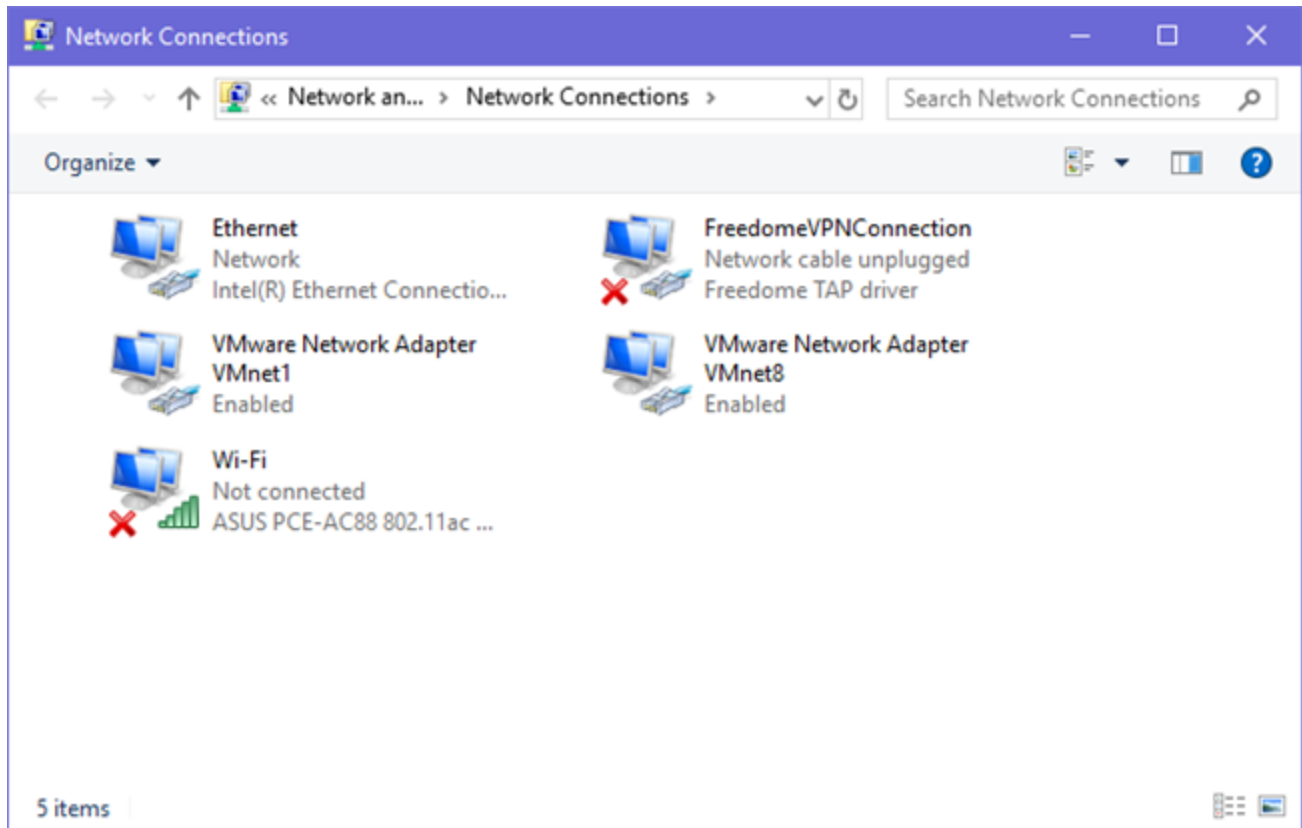 Network Connections
« Network an... › Network Connections ›
Search Network Connections
Organize
?
Ethernet
Network
Intel(R) Ethernet Connectio...
FreedomeVPNConnection
Network cable unplugged
Freedome TAP driver
VMware Network Adapter
VMnet1
Enabled
VMware Network Adapter
VMnet8
Enabled
Wi-Fi
Not connected
ASUS PCE-AC88 802.11ac ...
5 items